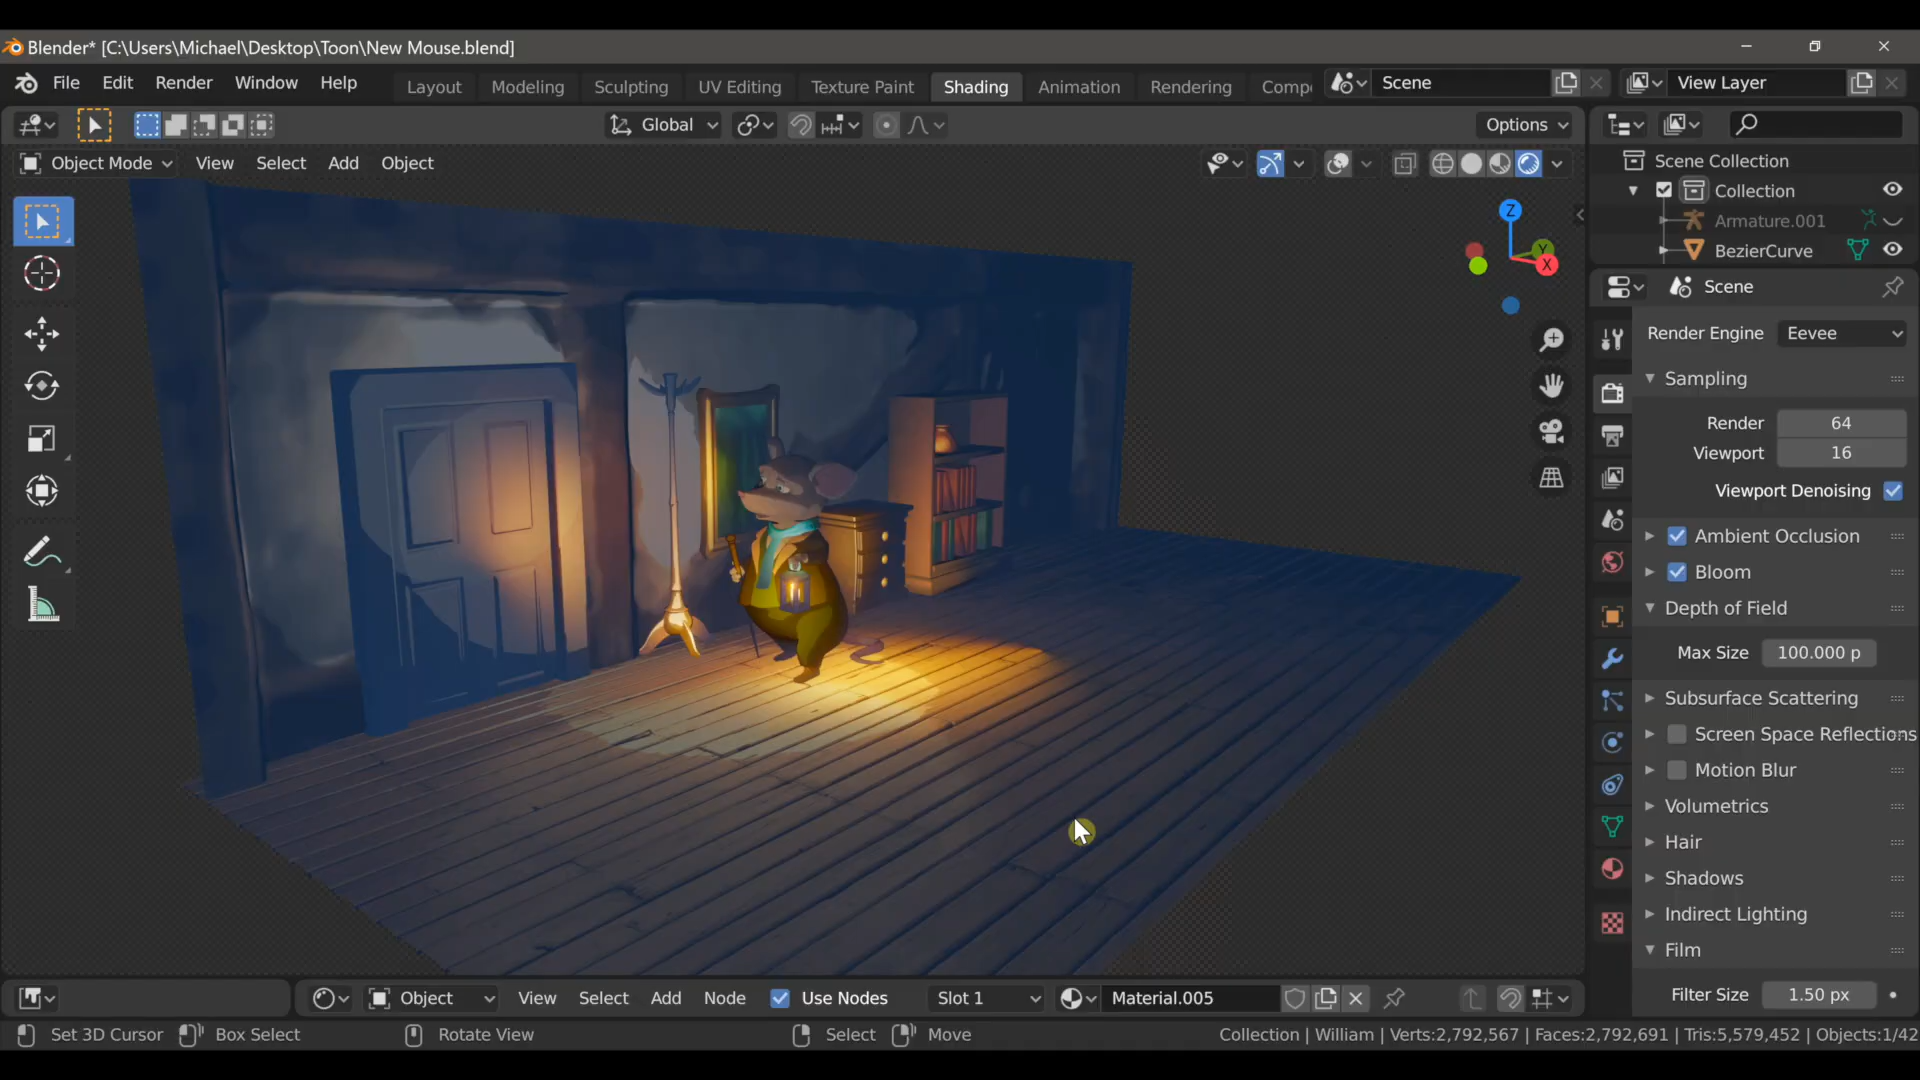 Blender* [C:\Users\Michael\Desktop\Toon\New Mouse.blend]
File Edit Render Window Help
Layout Modeling Sculpting UV Editing Texture Paint Shading Animation Rendering Comp
Scene
View Layer
Global
Options
Object Mode View Select Add Object
Z
Y
X
Scene Collection
Collection
Armature.001
BezierCurve
Scene
Render Engine Eevee
Sampling
Render 64
Viewport 16
Viewport Denoising
Ambient Occlusion
Bloom
Depth of Field
Max Size 100.000 p
Subsurface Scattering
Screen Space Reflections
Motion Blur
Volumetrics
Hair
Shadows
Indirect Lighting
Film
Filter Size 1.50 px
Object View Select Add Node Use Nodes Slot 1 Material.005
Set 3D Cursor Box Select Rotate View Select Move
Collection | William | Verts:2,792,567 | Faces:2,792,691 | Tris:5,579,452 | Objects:1/42